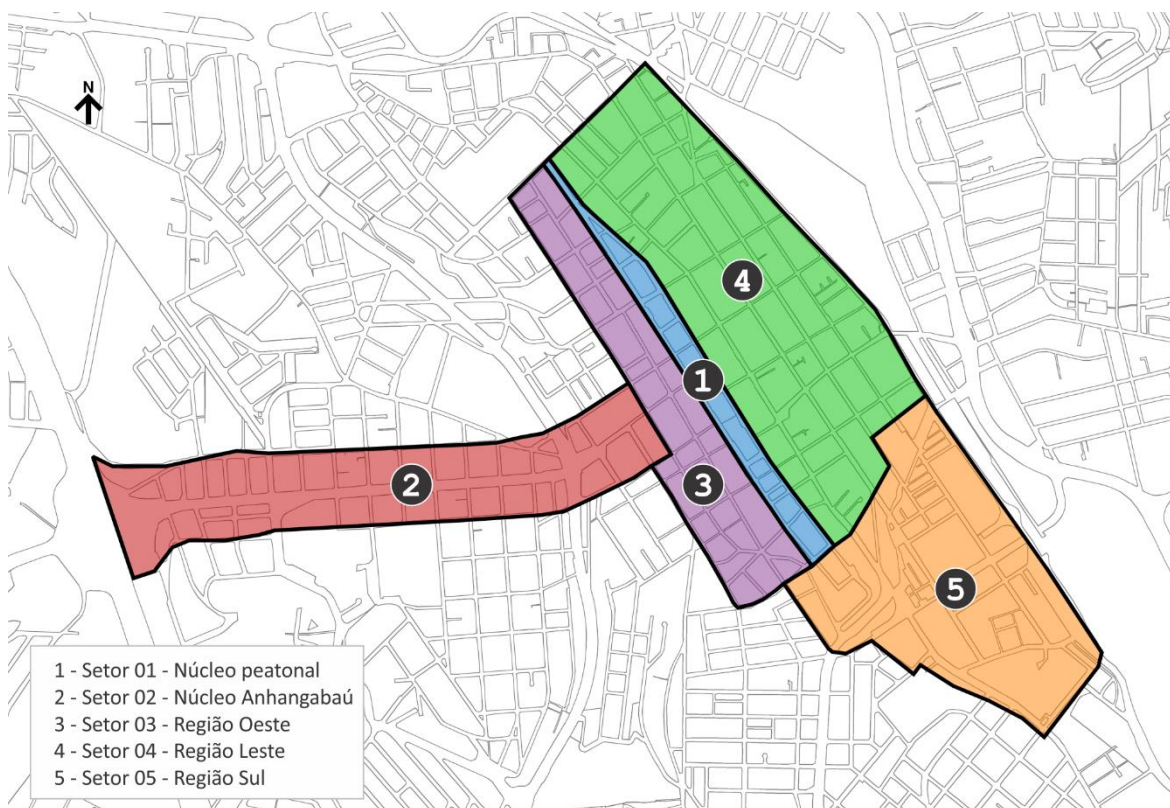 N
4
1
2
3
5
1 - Setor 01 - Núcleo peatonal
2 - Setor 02 - Núcleo Anhangabaú
3 - Setor 03 - Região Oeste
4 - Setor 04 - Região Leste
5 - Setor 05 - Região Sul